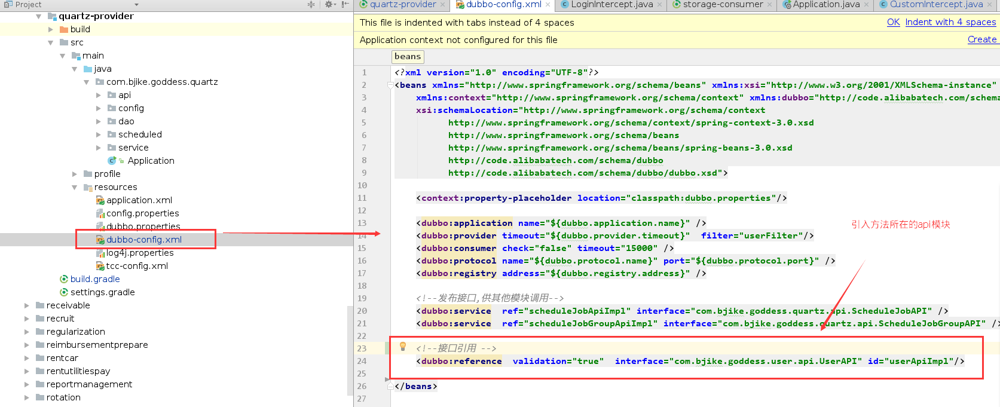 Project
quartz-provider
build
src
main
java
com.bjike.goddess.quartz
api
config
dao
scheduled
service
Application
profile
resources
application.xml
config.properties
dubbo.properties
dubbo-config.xml
log4j.properties
tcc-config.xml
build.gradle
settings.gradle
receivable
recruit
regularization
reimbursementprepare
rentcar
rentutilitiespay
reportmanagement
rotation
quartz-provider dubbo-config.xml LoginIntercept.java storage-consumer Application.java CustomIntercept.java
This file is indented with tabs instead of 4 spaces OK Indent with 4 spaces
Application context not configured for this file Create
beans
1 <?xml version="1.0" encoding="UTF-8"?>
2 <beans xmlns="http://www.springframework.org/schema/beans" xmlns:xsi="http://www.w3.org/2001/XMLSchema-instance"
3 xmlns:context="http://www.springframework.org/schema/context" xmlns:dubbo="http://code.alibabatech.com/schema
4 xsi:schemaLocation="http://www.springframework.org/schema/context
5 http://www.springframework.org/schema/context/spring-context-3.0.xsd
6 http://www.springframework.org/schema/beans
7 http://www.springframework.org/schema/beans/spring-beans-3.0.xsd
8 http://code.alibabatech.com/schema/dubbo
9 http://code.alibabatech.com/schema/dubbo/dubbo.xsd">
10
11 <context:property-placeholder location="classpath:dubbo.properties"/>
12
13 <dubbo:application name="${dubbo.application.name}" />
14 <dubbo:provider timeout="${dubbo.provider.timeout}" filter="userFilter"/>
15 <dubbo:consumer check="false" timeout="15000" />
16 <dubbo:protocol name="${dubbo.protocol.name}" port="${dubbo.protocol.port}" />
17 <dubbo:registry address="${dubbo.registry.address}" />
18
19 <!--发布接口,供其他模块调用-->
20 <dubbo:service ref="scheduleJobApiImpl" interface="com.bjike.goddess.quartz.api.ScheduleJobAPI" />
21 <dubbo:service ref="scheduleJobGroupApiImpl" interface="com.bjike.goddess.quartz.api.ScheduleJobGroupAPI" />
22
23 <!--接口引用 -->
24 <dubbo:reference validation="true" interface="com.bjike.goddess.user.api.UserAPI" id="userApiImpl"/>
25
26 </beans>
27
引入方法所在的api模块